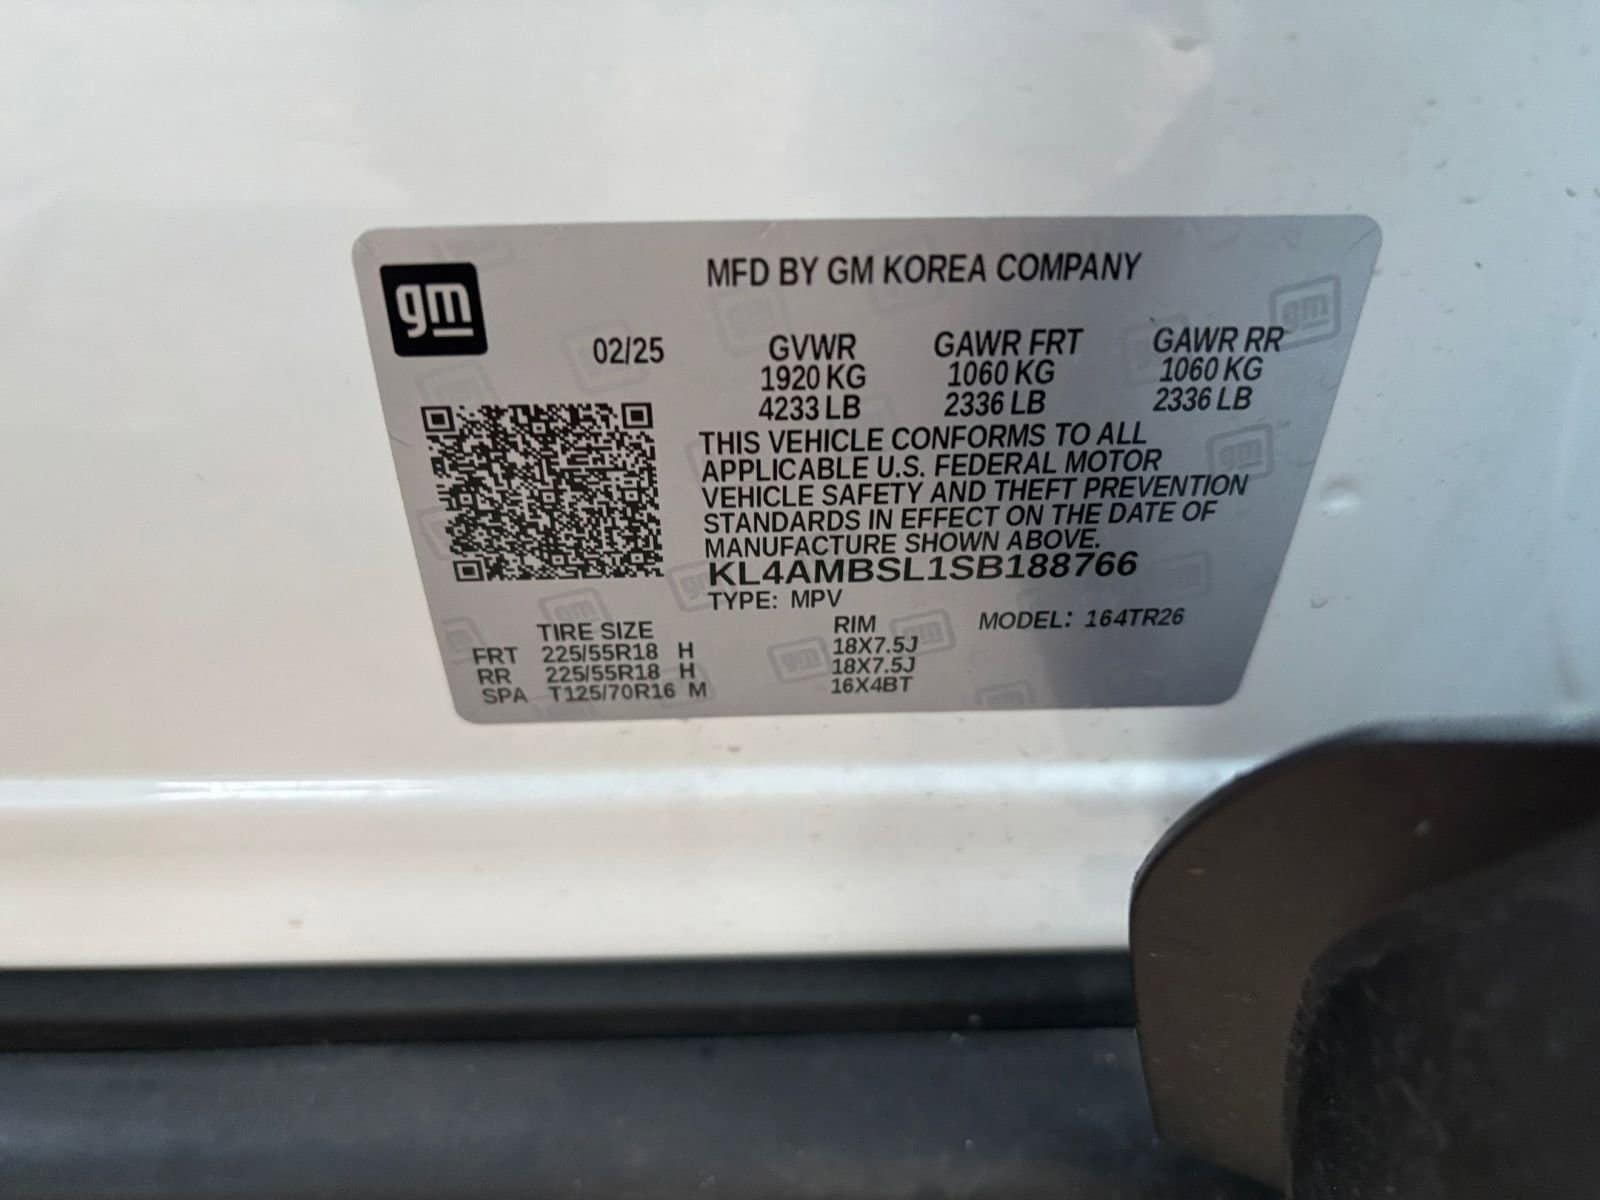 gm
MFD BY GM KOREA COMPANY
02/25 GVWR GAWR FRT GAWR RR
1920 KG 1060 KG 1060 KG
4233 LB 2336 LB 2336 LB
THIS VEHICLE CONFORMS TO ALL
APPLICABLE U.S. FEDERAL MOTOR
VEHICLE SAFETY AND THEFT PREVENTION
STANDARDS IN EFFECT ON THE DATE OF
MANUFACTURE SHOWN ABOVE.
KL4AMBSL1SB188766
TYPE: MPV
TIRE SIZE RIM MODEL: 164TR26
FRT 225/55R18 H 18X7.5J
RR 225/55R18 H 18X7.5J
SPA T125/70R16 M 16X4BT